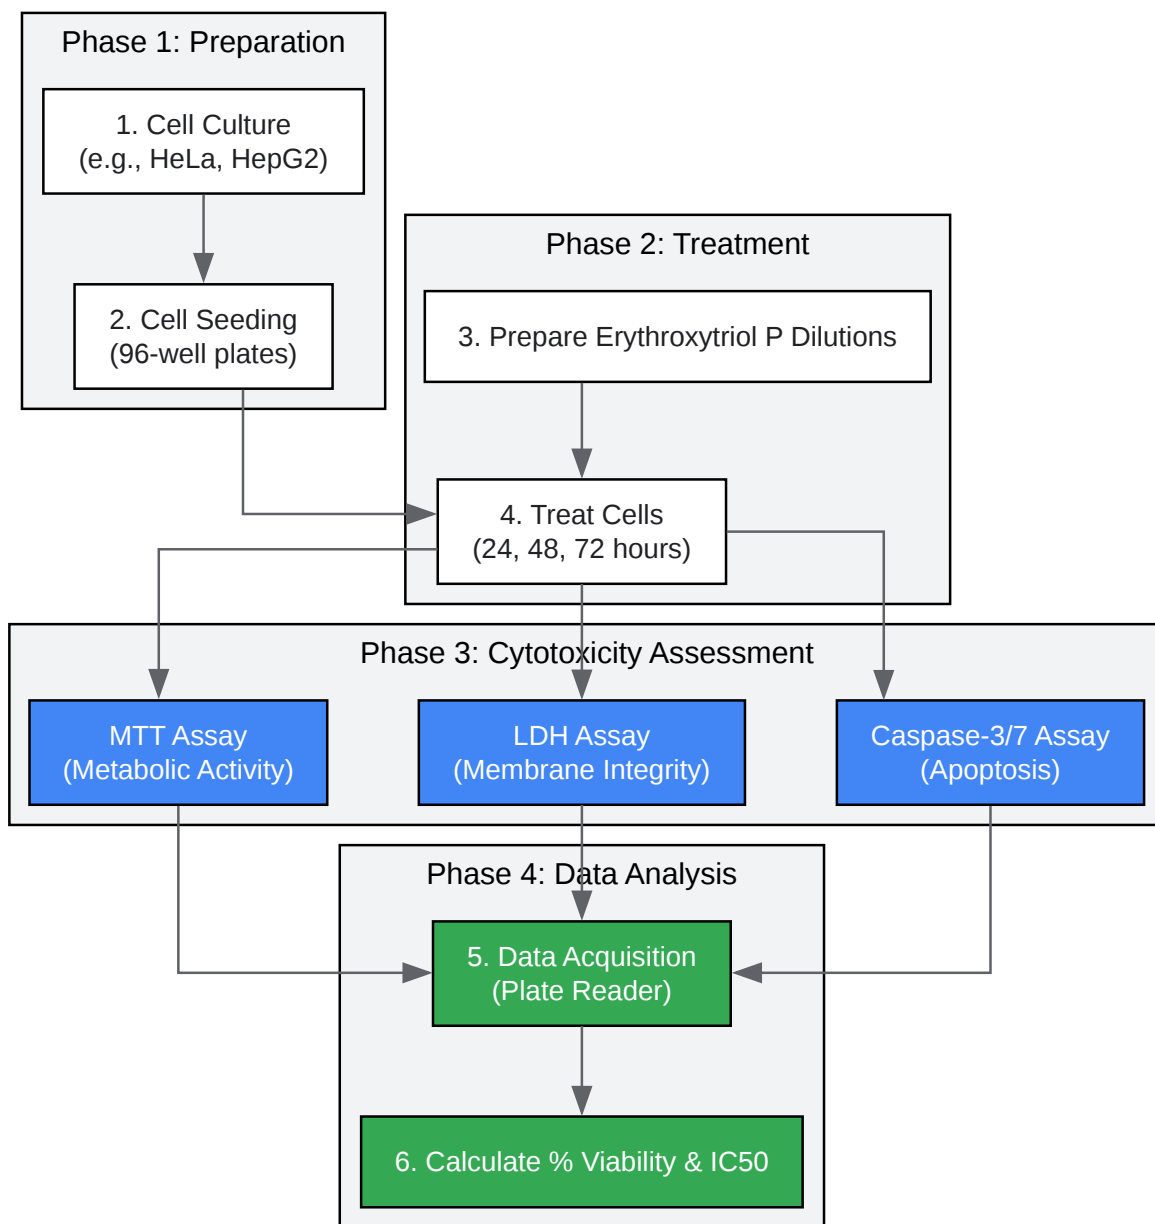 Phase 1: Preparation
1. Cell Culture
(e.g., HeLa, HepG2)
2. Cell Seeding
(96-well plates)
Phase 2: Treatment
3. Prepare Erythroxytriol P Dilutions
4. Treat Cells
(24, 48, 72 hours)
Phase 3: Cytotoxicity Assessment
MTT Assay
(Metabolic Activity)
LDH Assay
(Membrane Integrity)
Caspase-3/7 Assay
(Apoptosis)
Phase 4: Data Analysis
5. Data Acquisition
(Plate Reader)
6. Calculate % Viability & IC50